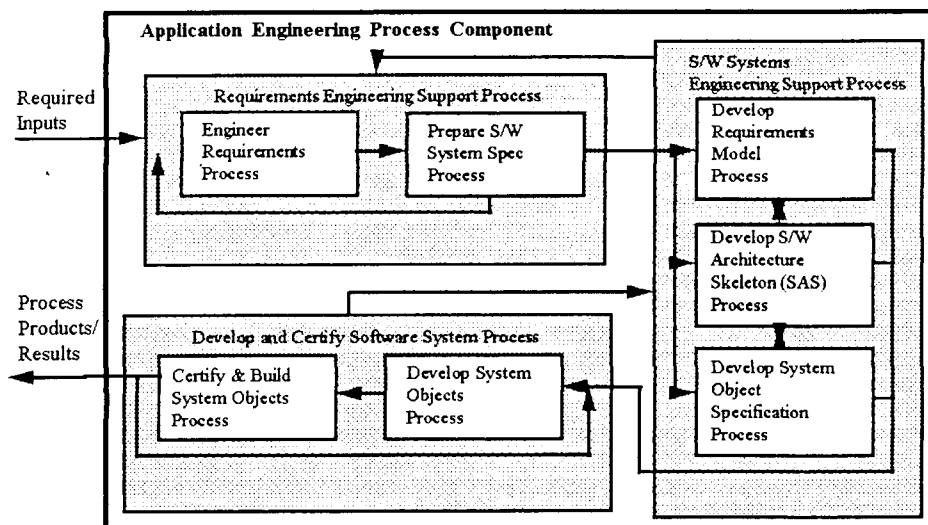 Application Engineering Process Component
Required
Inputs
Requirements Engineering Support Process
Engineer
Requirements
Process
Prepare S/W
System Spec
Process
S/W Systems
Engineering Support Process
Develop
Requirements
Model
Process
Develop S/W
Architecture
Skeleton (SAS)
Process
Develop System
Object
Specification
Process
Process
Products/
Results
Develop and Certify Software System Process
Certify & Build
System Objects
Process
Develop System
Objects
Process